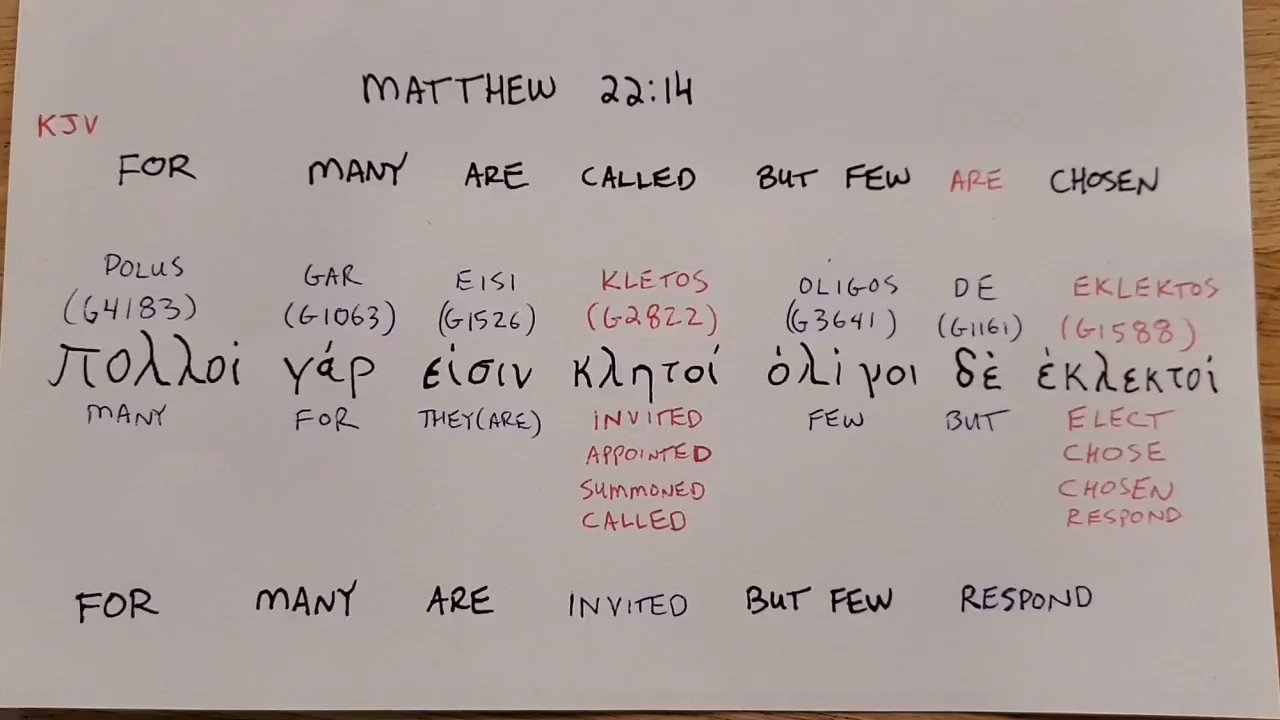 MATTHEW 22:14
KJV
FOR MANY ARE CALLED BUT FEW ARE CHOSEN
POLUS GAR EISI KLETOS OLIGOS DE EKLEKTOS
(G4183) (G1063) (G1526) (G2822) (G3641) (G1161) (G1588)
πολλοί γάρ εἰσιν κλητοί ὀλίγοι δὲ ἐκλεκτοί
MANY FOR THEY(ARE) INVITED FEW BUT ELECT
APPOINTED CHOSE
SUMMONED CHOSEN
CALLED RESPOND
FOR MANY ARE INVITED BUT FEW RESPOND